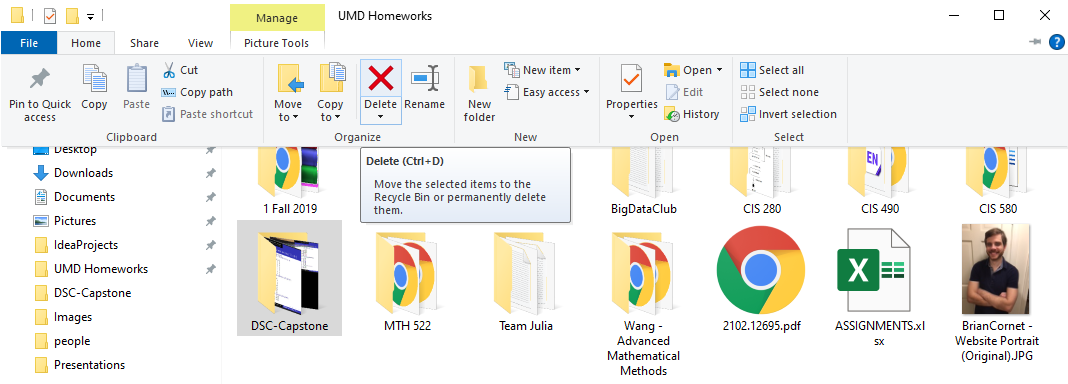 Manage
UMD Homeworks
File
Home
Share
View
Picture Tools
Pin to Quick
access
Copy
Paste
Cut
Copy path
Paste shortcut
Clipboard
Move
to
Copy
to
Delete
Rename
Organize
New
folder
New item
Easy access
New
Properties
Open
Edit
History
Open
Select all
Select none
Invert selection
Select
Delete (Ctrl+D)
Move the selected items to the
Recycle Bin or permanently delete
them.
Desktop
Downloads
Documents
Pictures
IdeaProjects
UMD Homeworks
DSC-Capstone
Images
people
Presentations
1 Fall 2019
BigDataClub
CIS 280
EN
CIS 490
CIS 580
DSC-Capstone
MTH 522
Team Julia
Wang -
Advanced
Mathematical
Methods
2102.12695.pdf
X
ASSIGNMENTS.xl
sx
BrianCornet -
Website Portrait
(Original).JPG